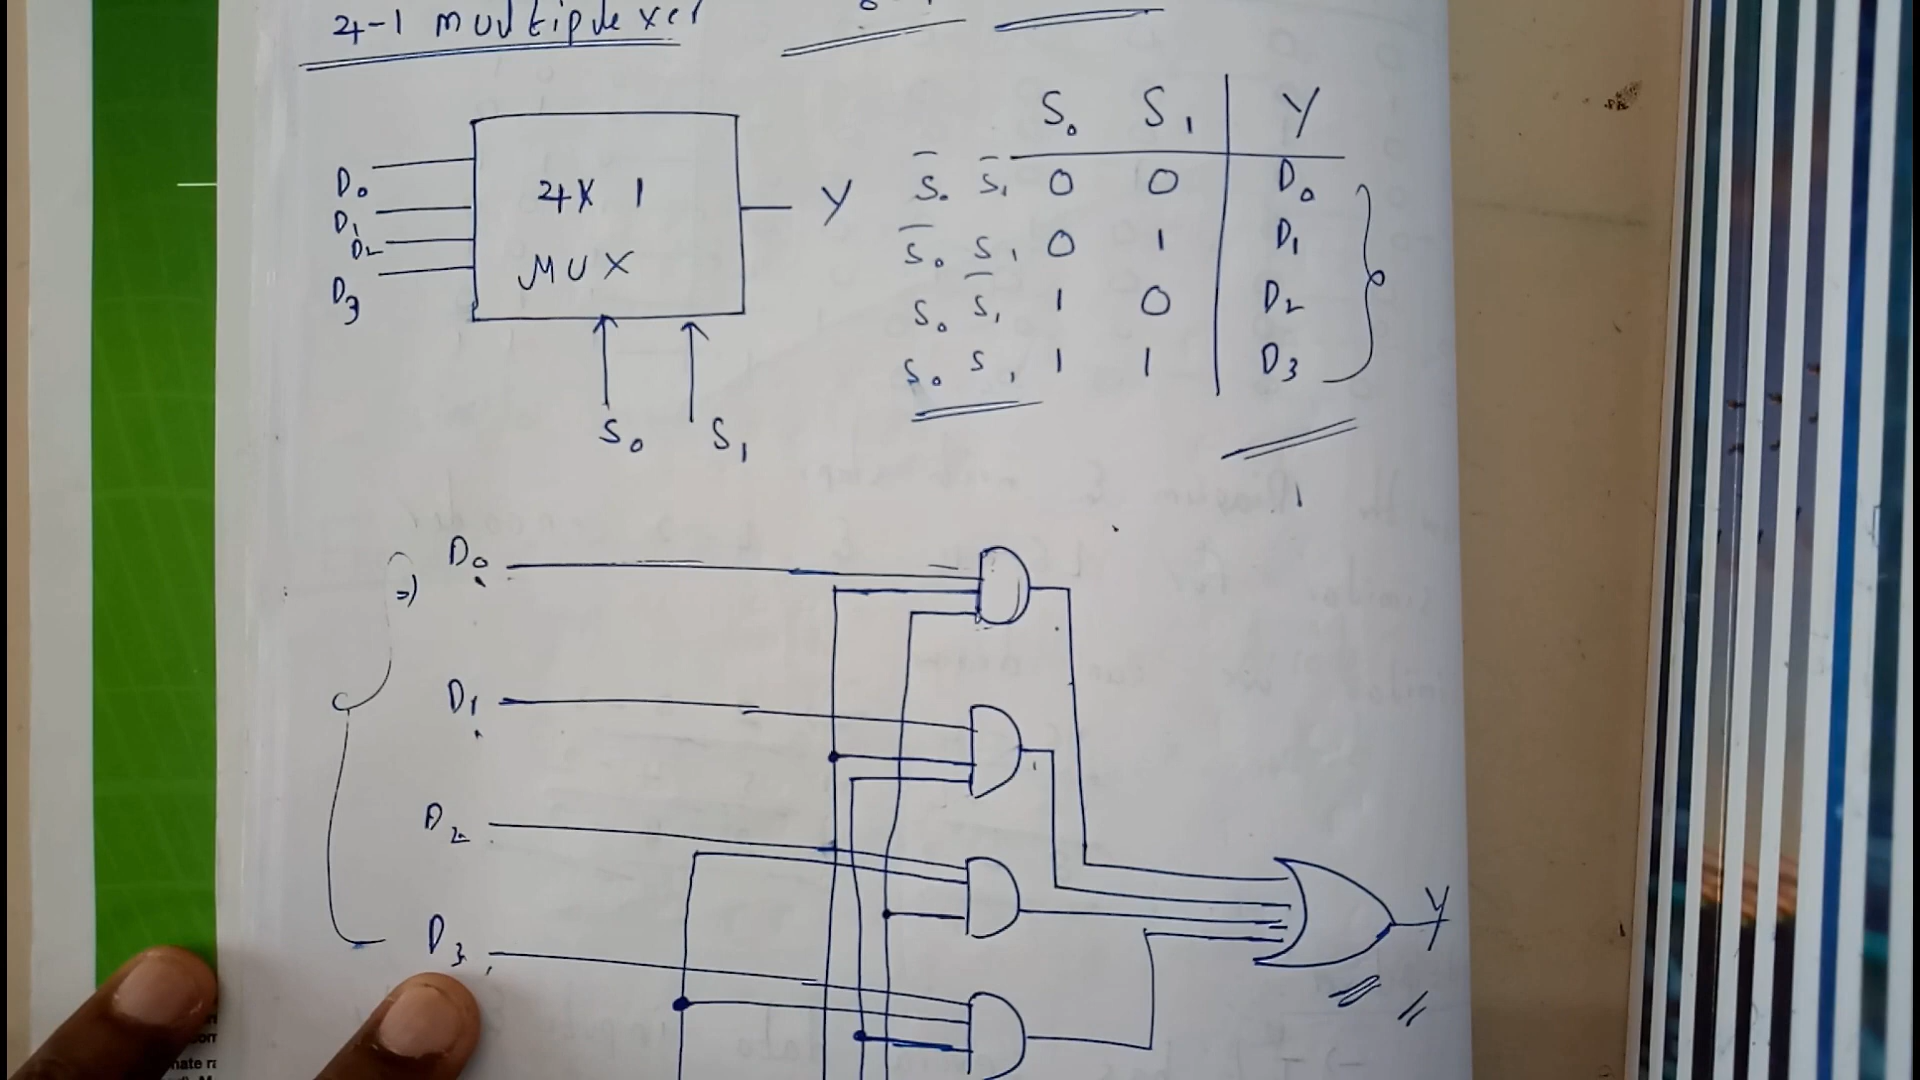 4-1 multiplexer
D₀
D₁
D₂
D₃
4X1
MUX
Y
S₀ S₁
S₀ S₁ Y
S̅₀ S̅₁ 0 0 D₀
S̅₀ S₁ 0 1 D₁
S₀ S̅₁ 1 0 D₂
S₀ S₁ 1 1 D₃
D₀
D₁
D₂
D₃
Y